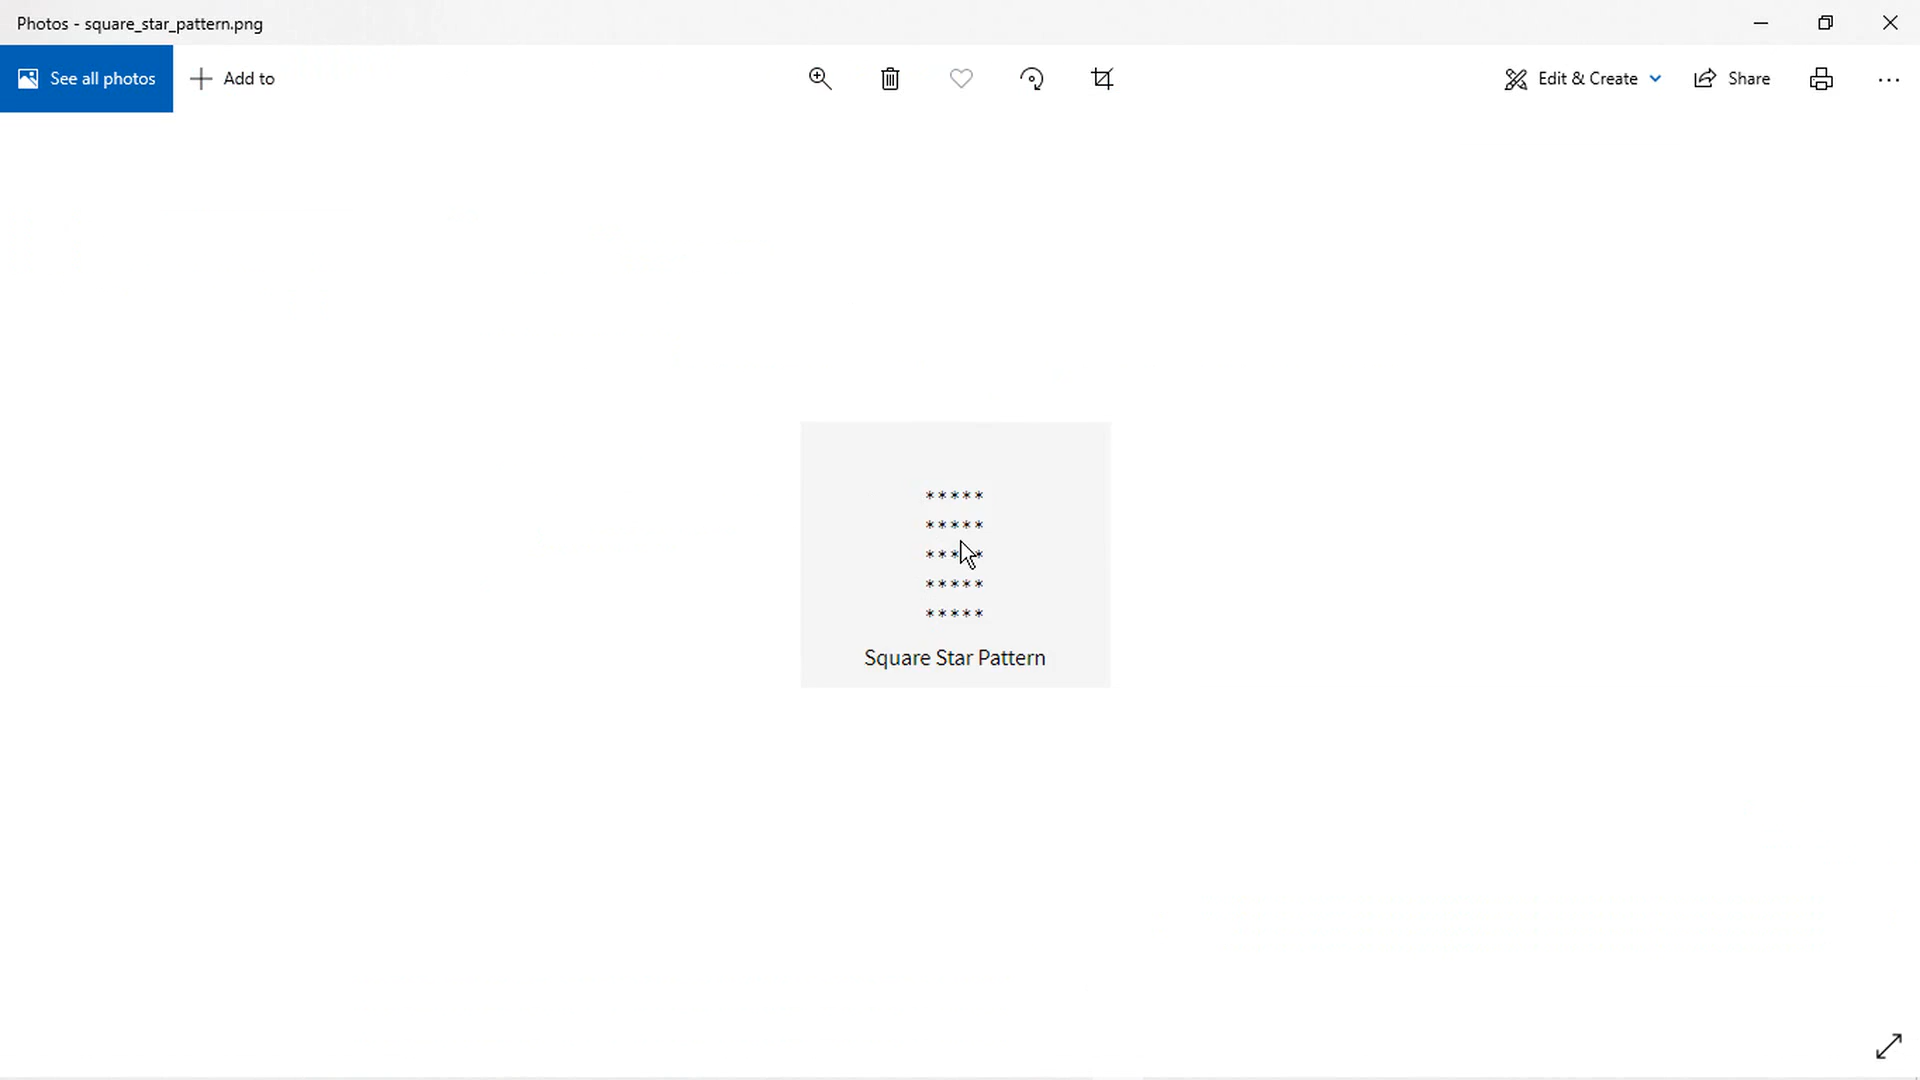 Photos - square_star_pattern.png
See all photos
Add to
Edit & Create
Share
*****
*****
*****
*****
*****
Square Star Pattern